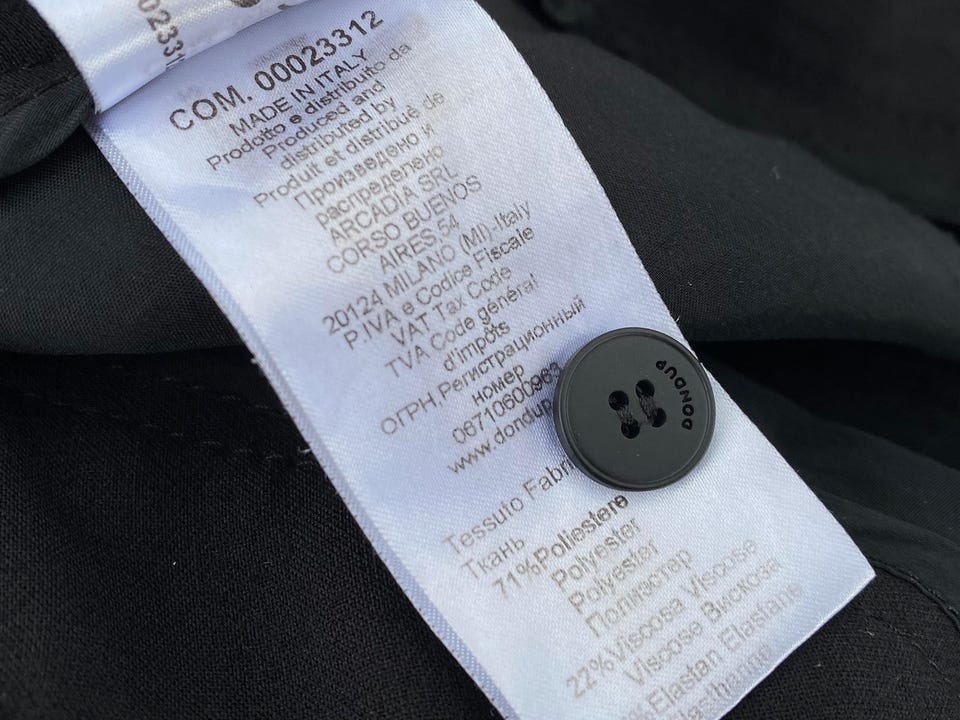 COM. 00023312
MADE IN ITALY
Prodotto e distribuito da
Produced and
distributed by
Produit et distribué de
Произведено и
распределено
ARCADIA SRL
CORSO BUENOS
AIRES 54
20124 MILANO (MI)-Italy
P.IVA e Codice Fiscale
VAT Tax Code
TVA Code général
d'impôts
ОГРН,Регистрационный
номер
06710600963
www.dondup
DONDUP
Tessuto Fabri
Ткань
71%Poliestere
Polyester
Polyester
Полиэстер
22%Viscosa Viscose
Viscose Вискоза
%Elastan Elastane